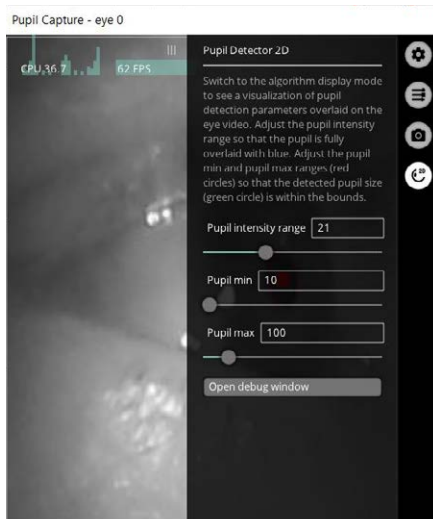 Pupil Capture - eye 0
CPU 36.7
62 FPS
Pupil Detector 2D
Switch to the algorithm display mode
to see a visualization of pupil
detection parameters overlaid on the
eye video. Adjust the pupil intensity
range so that the pupil is fully
overlaid with blue. Adjust the pupil
min and pupil max ranges (red
circles) so that the detected pupil size
(green circle) is within the bounds.
Pupil intensity range 21
Pupil min 10
Pupil max 100
Open debug window